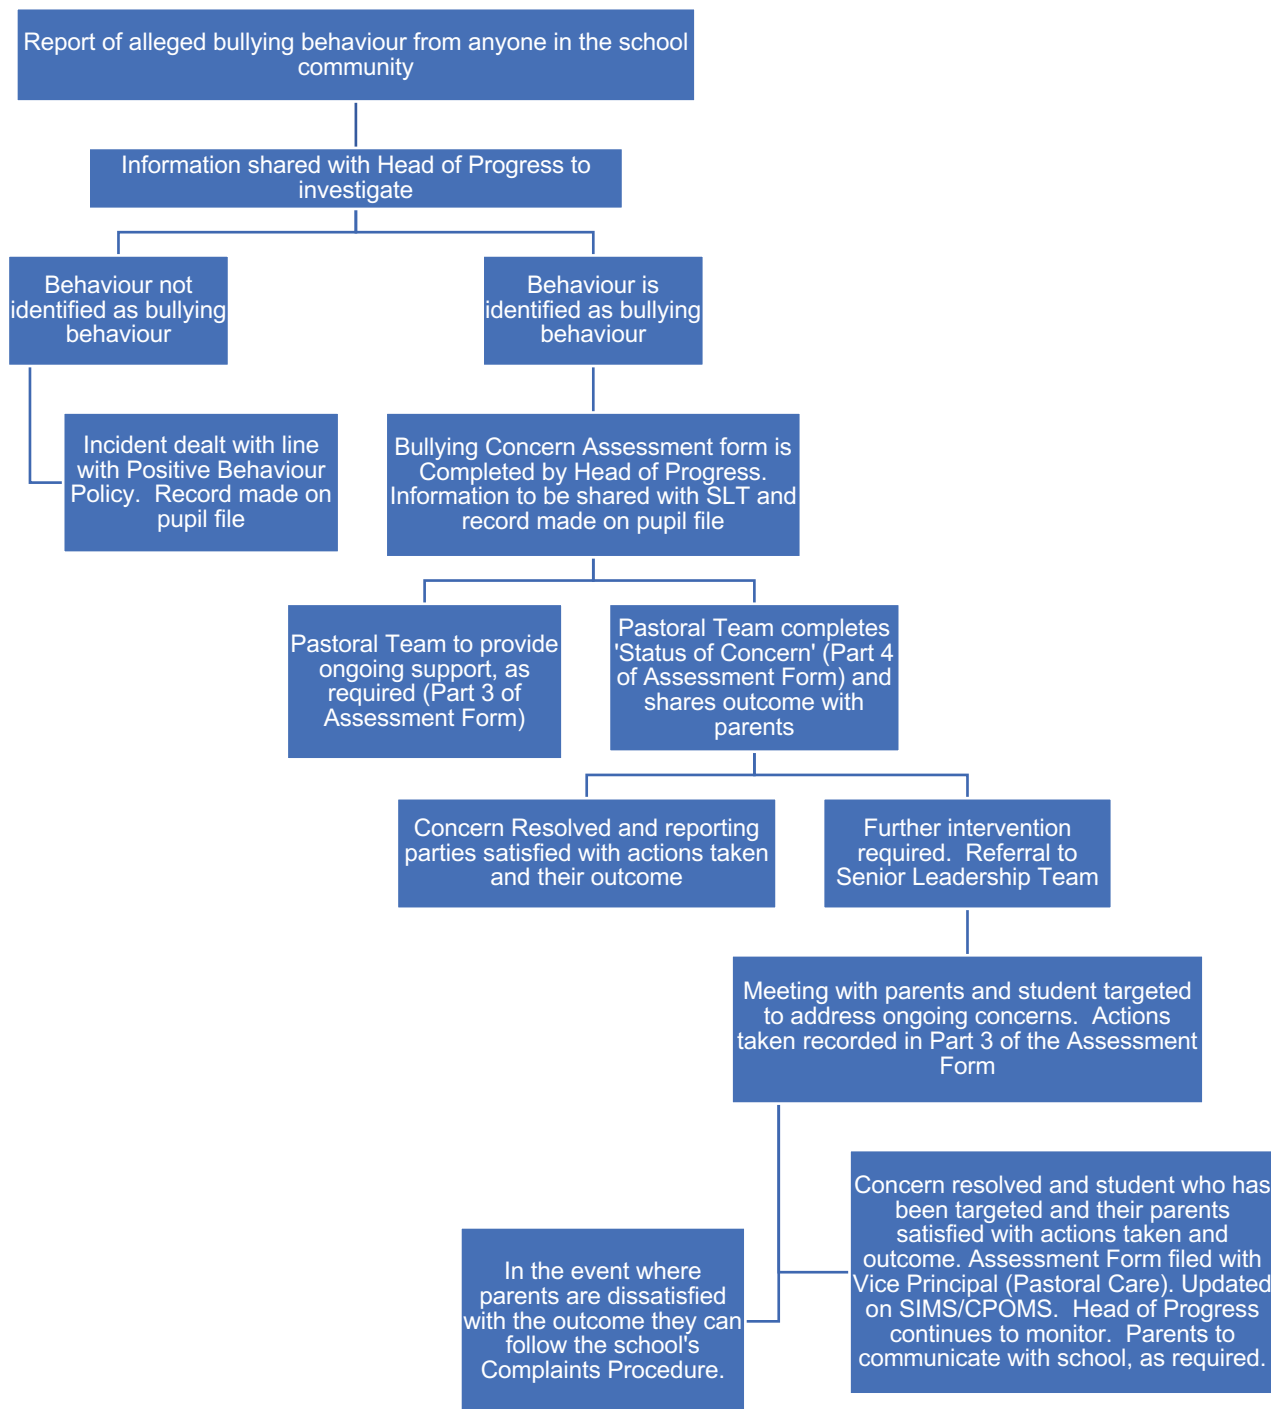 Report of alleged bullying behaviour from anyone in the school
community
Information shared with Head of Progress to
investigate
Behaviour not
identified as bullying
behaviour
Behaviour is
identified as bullying
behaviour
Incident dealt with line
with Positive Behaviour
Policy.  Record made on
pupil file
Bullying Concern Assessment form is
Completed by Head of Progress.
Information to be shared with SLT and
record made on pupil file
Pastoral Team to provide
ongoing support, as
required (Part 3 of
Assessment Form)
Pastoral Team completes
'Status of Concern' (Part 4
of Assessment Form) and
shares outcome with
parents
Concern Resolved and reporting
parties satisfied with actions taken
and their outcome
Further intervention
required.  Referral to
Senior Leadership Team
Meeting with parents and student targeted
to address ongoing concerns.  Actions
taken recorded in Part 3 of the Assessment
Form
In the event where
parents are dissatisfied
with the outcome they can
follow the school's
Complaints Procedure.
Concern resolved and student who has
been targeted and their parents
satisfied with actions taken and
outcome. Assessment Form filed with
Vice Principal (Pastoral Care). Updated
on SIMS/CPOMS.  Head of Progress
continues to monitor.  Parents to
communicate with school, as required.